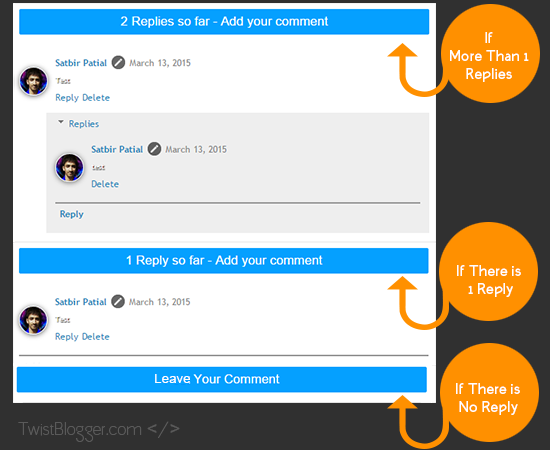 2 Replies so far - Add your comment
If
More Than 1
Replies
Satbir Patial March 13, 2015
Test
Reply Delete
Replies
Satbir Patial March 13, 2015
test
Delete
Reply
1 Reply so far - Add your comment
If There is
1 Reply
Satbir Patial March 13, 2015
Test
Reply Delete
Leave Your Comment
If There is
No Reply
TwistBlogger.com </>